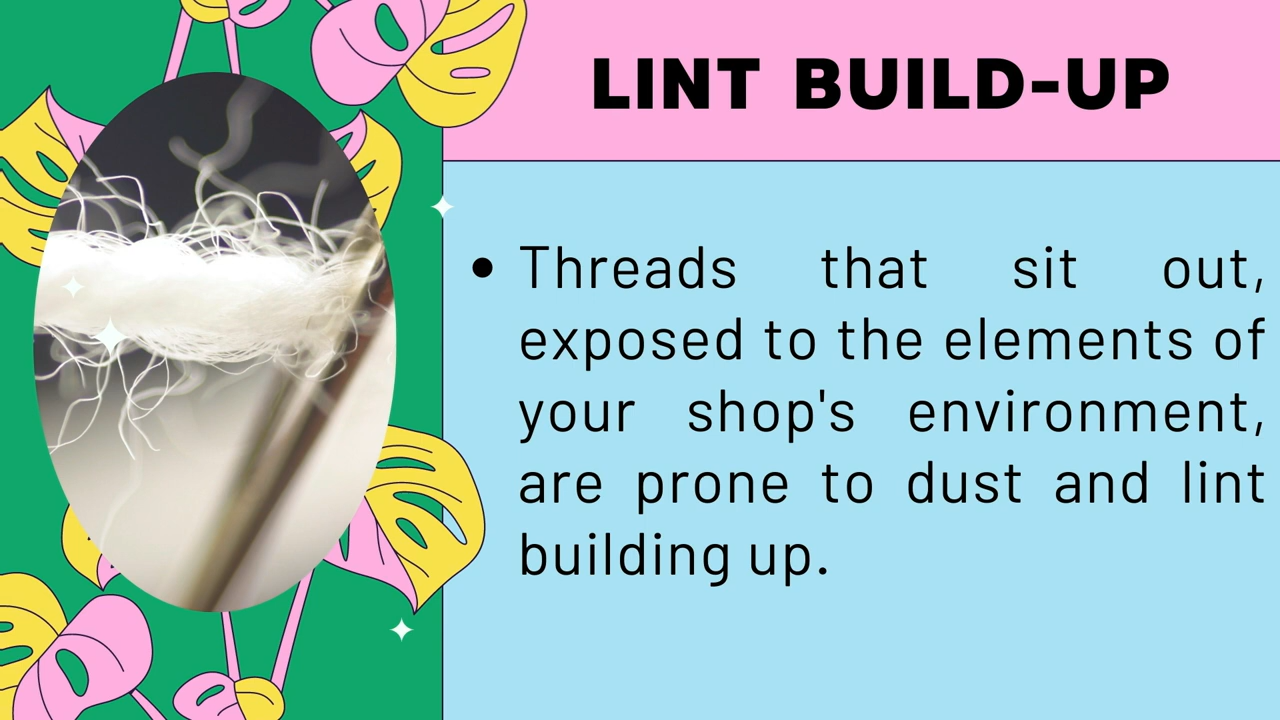 LINT BUILD-UP
• Threads that sit out,
exposed to the elements of
your shop's environment,
are prone to dust and lint
building up.